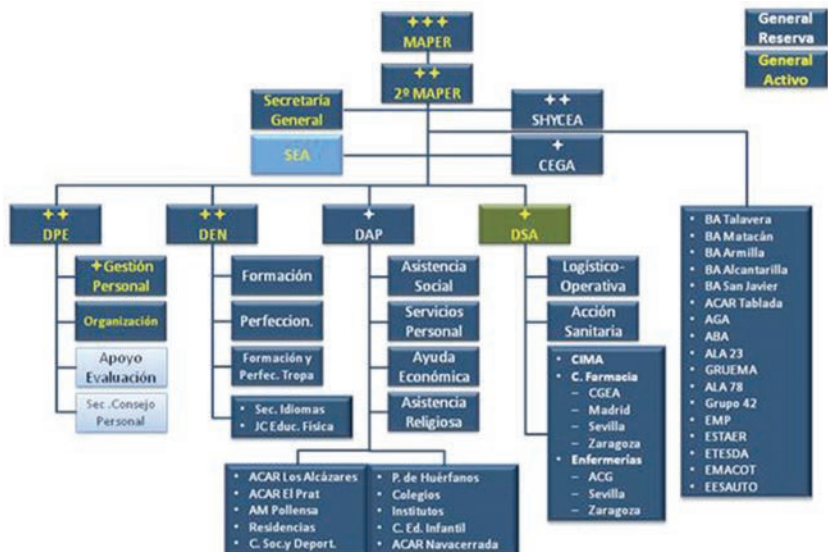 MAPER
2º MAPER
General
Reserva
General
Activo
Secretaría
General
SHYCEA
SEA
CEGA
DPE
DEN
DAP
DSA
+Gestión
Personal
Organización
Apoyo
Evaluación
Sec .Consejo
Personal
Formación
Perfeccion.
Formación y
Perfec. Tropa
• Sec. Idiomas
• JC Educ. Física
Asistencia
Social
Servicios
Personal
Ayuda
Económica
Asistencia
Religiosa
• ACAR Los Alcázares
• ACAR El Prat
• AM Pollensa
• Residencias
• C. Soc.y Deport.
• P. de Huérfanos
• Colegios
• Institutos
• C. Ed. Infantil
• ACAR Navacerrada
Logístico-
Operativa
Acción
Sanitaria
• CIMA
• C. Farmacia
– CGEA
– Madrid
– Sevilla
– Zaragoza
• Enfermerías
– ACG
– Sevilla
– Zaragoza
• BA Talavera
• BA Matacán
• BA Armilla
• BA Alcantarilla
• BA San Javier
• ACAR Tablada
• AGA
• ABA
• ALA 23
• GRUEMA
• ALA 78
• Grupo 42
• EMP
• ESTAER
• ETESDA
• EMACOT
• EESAUTO